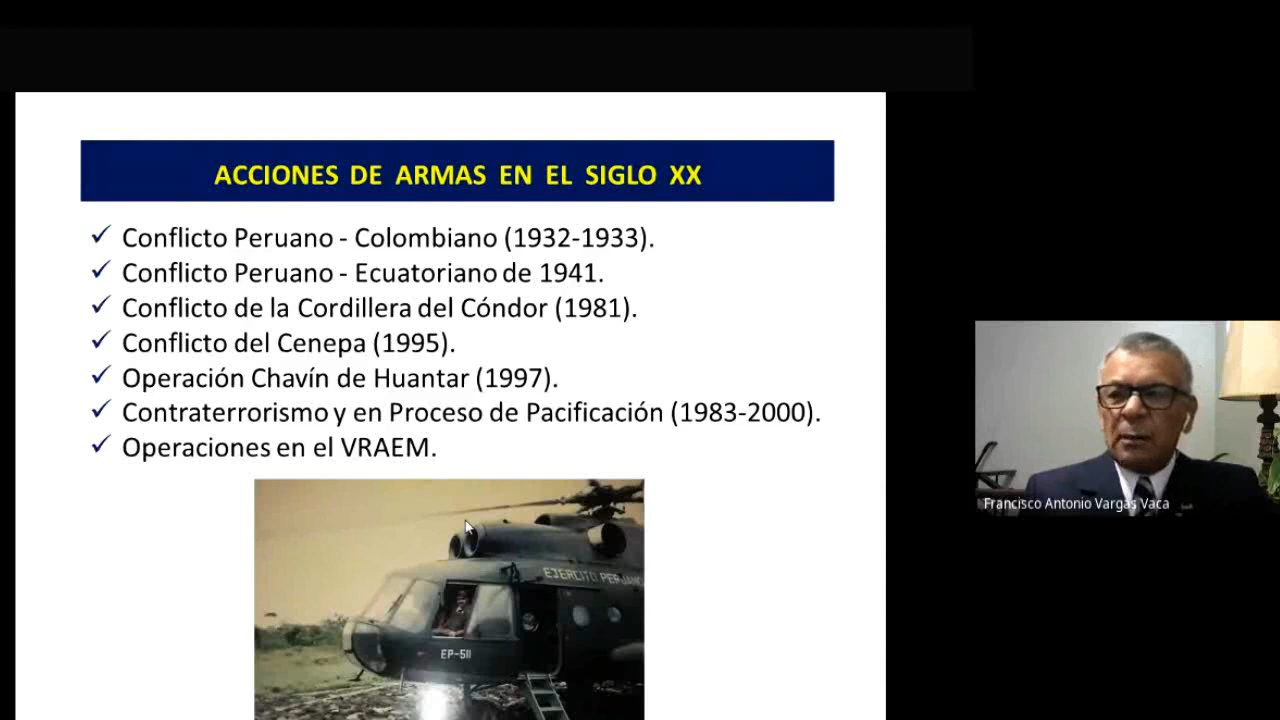 ACCIONES DE ARMAS EN EL SIGLO XX
✓ Conflicto Peruano - Colombiano (1932-1933).
✓ Conflicto Peruano - Ecuatoriano de 1941.
✓ Conflicto de la Cordillera del Cóndor (1981).
✓ Conflicto del Cenepa (1995).
✓ Operación Chavín de Huantar (1997).
✓ Contraterrorismo y en Proceso de Pacificación (1983-2000).
✓ Operaciones en el VRAEM.
EJERCITO PERUANO
EP-511
Francisco Antonio Vargas Vaca